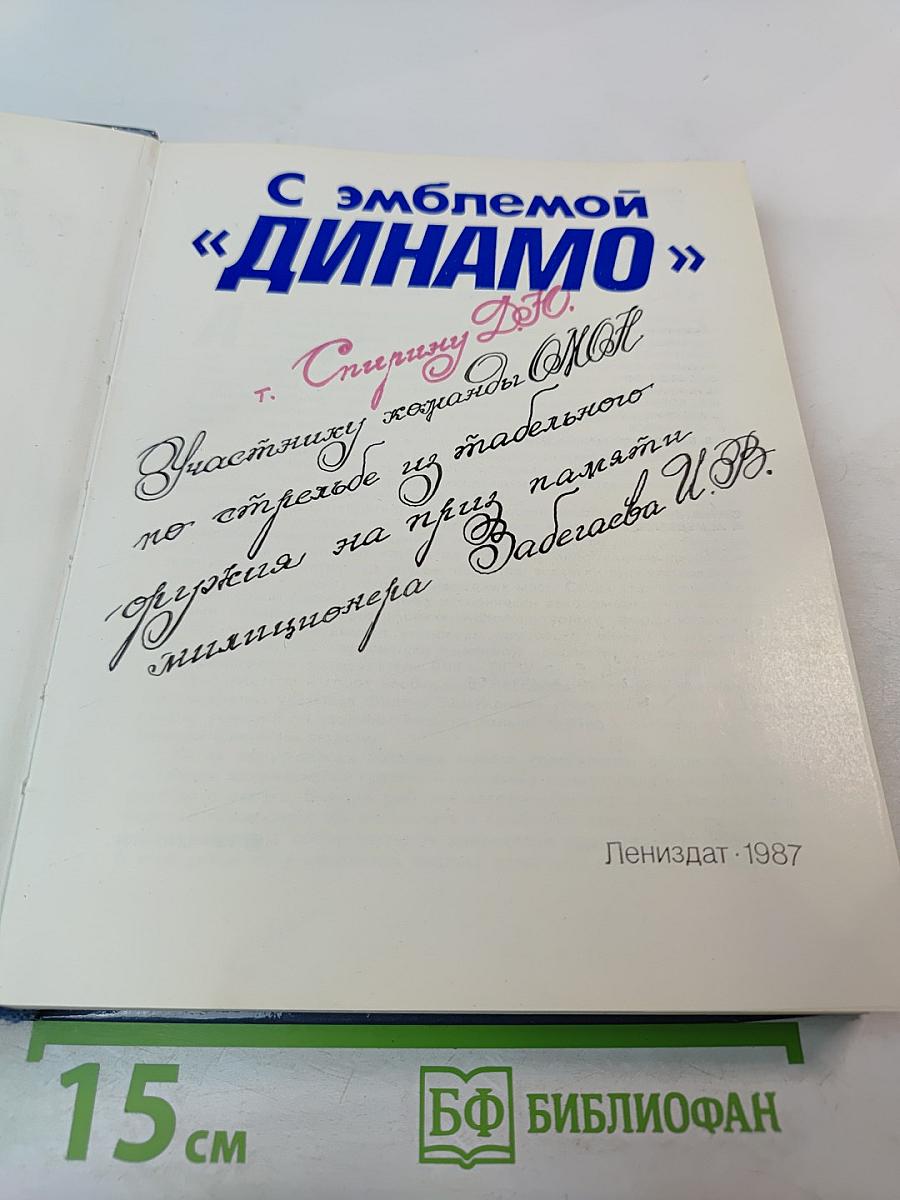 С эмблемой
«ДИНАМО»
т. Спирину Д.Ю.
Участнику команды ОМОН
по стрельбе из табельного
оружия на приз памяти
милиционера Забегаева И.В.
Лениздат·1987
15 см
БФ БИБЛИОФАН